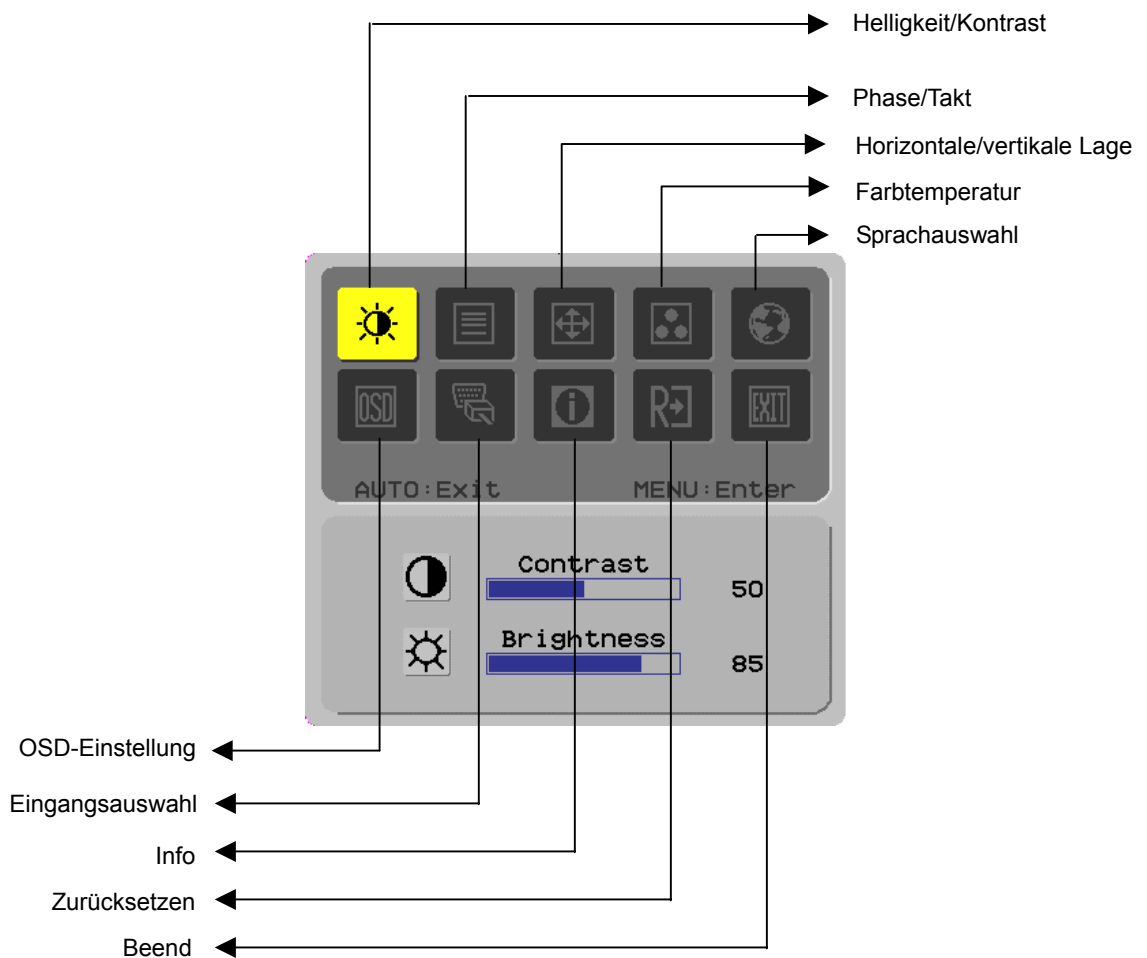 Helligkeit/Kontrast
Phase/Takt
Horizontale/vertikale Lage
Farbtemperatur
Sprachauswahl
OSD
i
R
EXIT
AUTO:Exit MENU:Enter
Contrast
50
Brightness
85
OSD-Einstellung
Eingangsauswahl
Info
Zurücksetzen
Beend